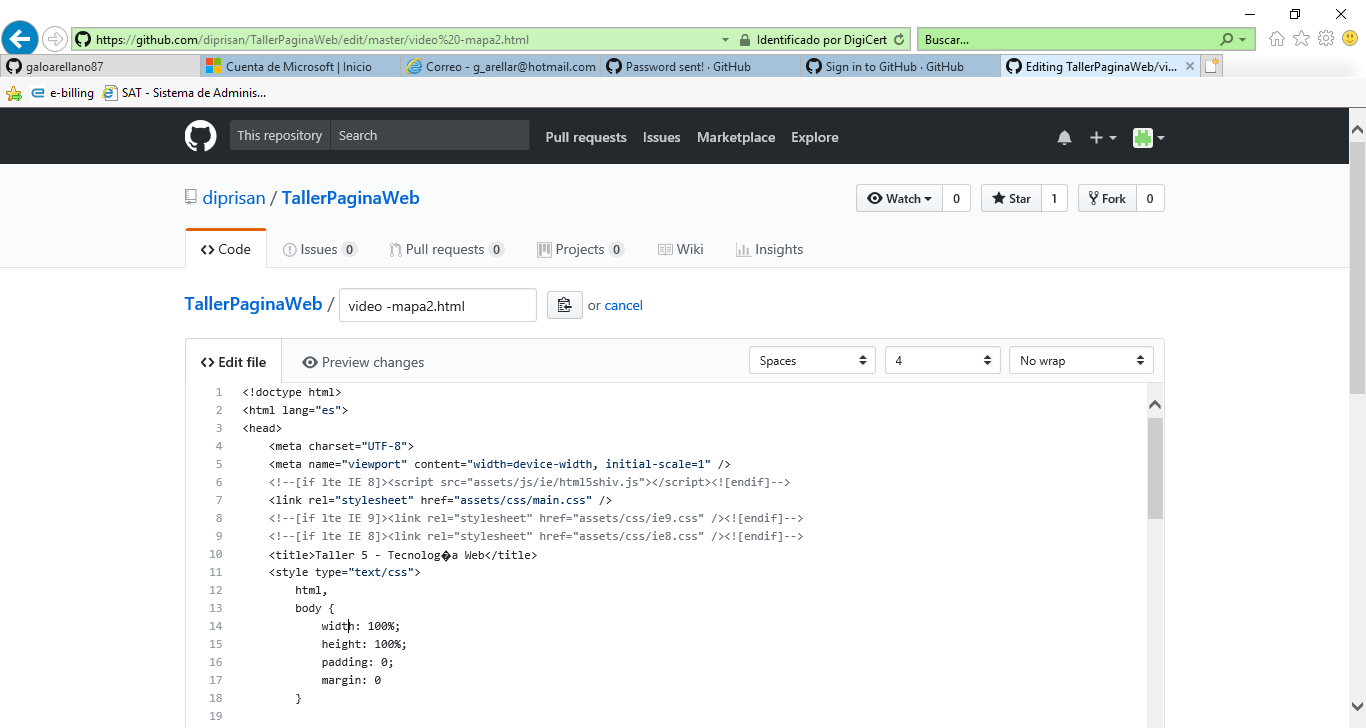 https://github.com/diprisan/TallerPaginaWeb/edit/master/video%20-mapa2.html Identificado por DigiCert Buscar...
galoarellano87 Cuenta de Microsoft | Inicio Correo - g_arellar@hotmail.com Password sent! · GitHub Sign in to GitHub · GitHub Editing TallerPaginaWeb/vi...
e-billing SAT - Sistema de Adminis...
This repository Search Pull requests Issues Marketplace Explore
diprisan / TallerPaginaWeb Watch 0 Star 1 Fork 0
Code Issues 0 Pull requests 0 Projects 0 Wiki Insights
TallerPaginaWeb / video -mapa2.html or cancel
Edit file Preview changes Spaces 4 No wrap
1 <!doctype html>
2 <html lang="es">
3 <head>
4 <meta charset="UTF-8">
5 <meta name="viewport" content="width=device-width, initial-scale=1" />
6 <!--[if lte IE 8]><script src="assets/js/ie/html5shiv.js"></script><![endif]-->
7 <link rel="stylesheet" href="assets/css/main.css" />
8 <!--[if lte IE 9]><link rel="stylesheet" href="assets/css/ie9.css" /><![endif]-->
9 <!--[if lte IE 8]><link rel="stylesheet" href="assets/css/ie8.css" /><![endif]-->
10 <title>Taller 5 - Tecnolog�a Web</title>
11 <style type="text/css">
12 html,
13 body {
14 width: 100%;
15 height: 100%;
16 padding: 0;
17 margin: 0
18 }
19